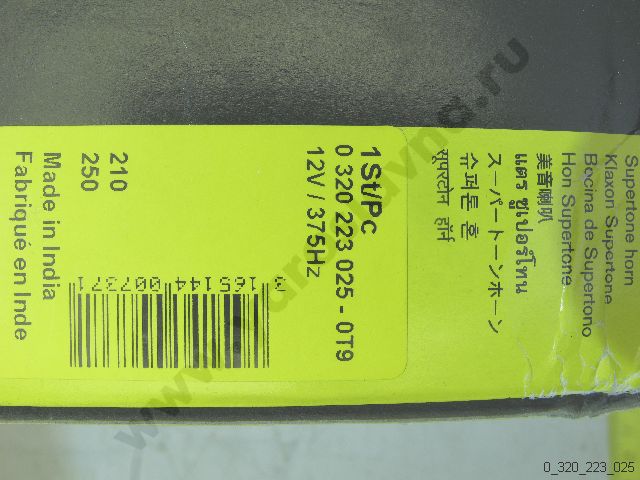 Supertone horn
Klaxon Supertone
Bocina de Supertono
Hon Supertone
美音喇叭
แตร ซูเปอร์โทน
スーパートーンホーン
슈퍼톤 혼
सूपरटोन हॉर्न
1St/Pc
0 320 223 025 - 0T9
12V / 375Hz
3 165144 007371
210
250
Made in India
Fabriqué en Inde
0_320_223_025